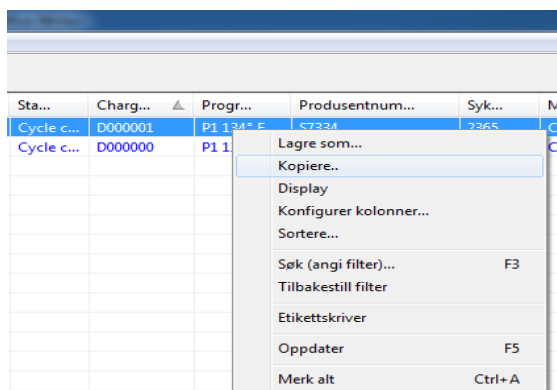 Sta... Charg... Progr... Produsentnum... Syk...
Cycle c... D000001 P1 134° F S7334 2365
Cycle c... D000000 P1 1
Lagre som...
Kopiere..
Display
Konfigurer kolonner...
Sortere...
Søk (angi filter)... F3
Tilbakestill filter
Etikettskriver
Oppdater F5
Merk alt Ctrl+A